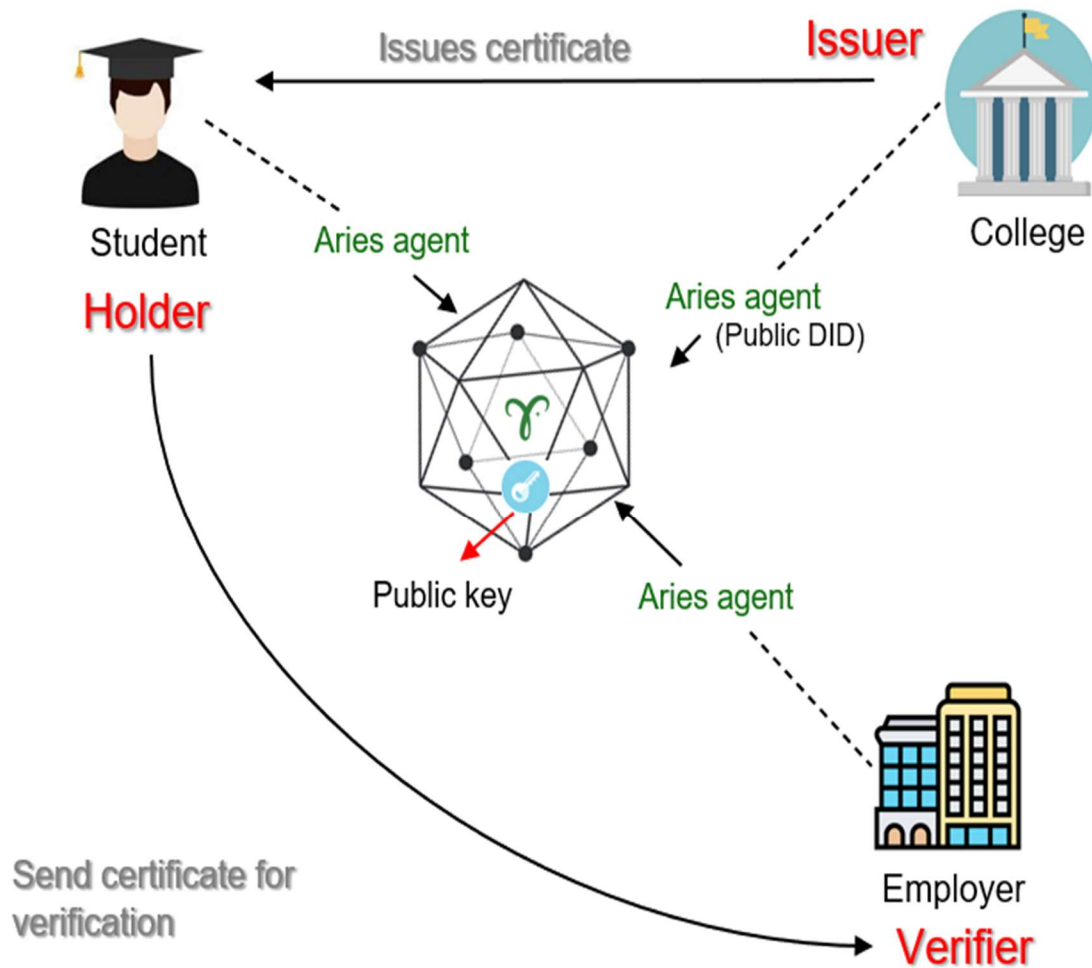 Issues certificate
Issuer
Student
Holder
College
Aries agent
Aries agent
(Public DID)
Public key
Aries agent
Send certificate for
verification
Employer
Verifier